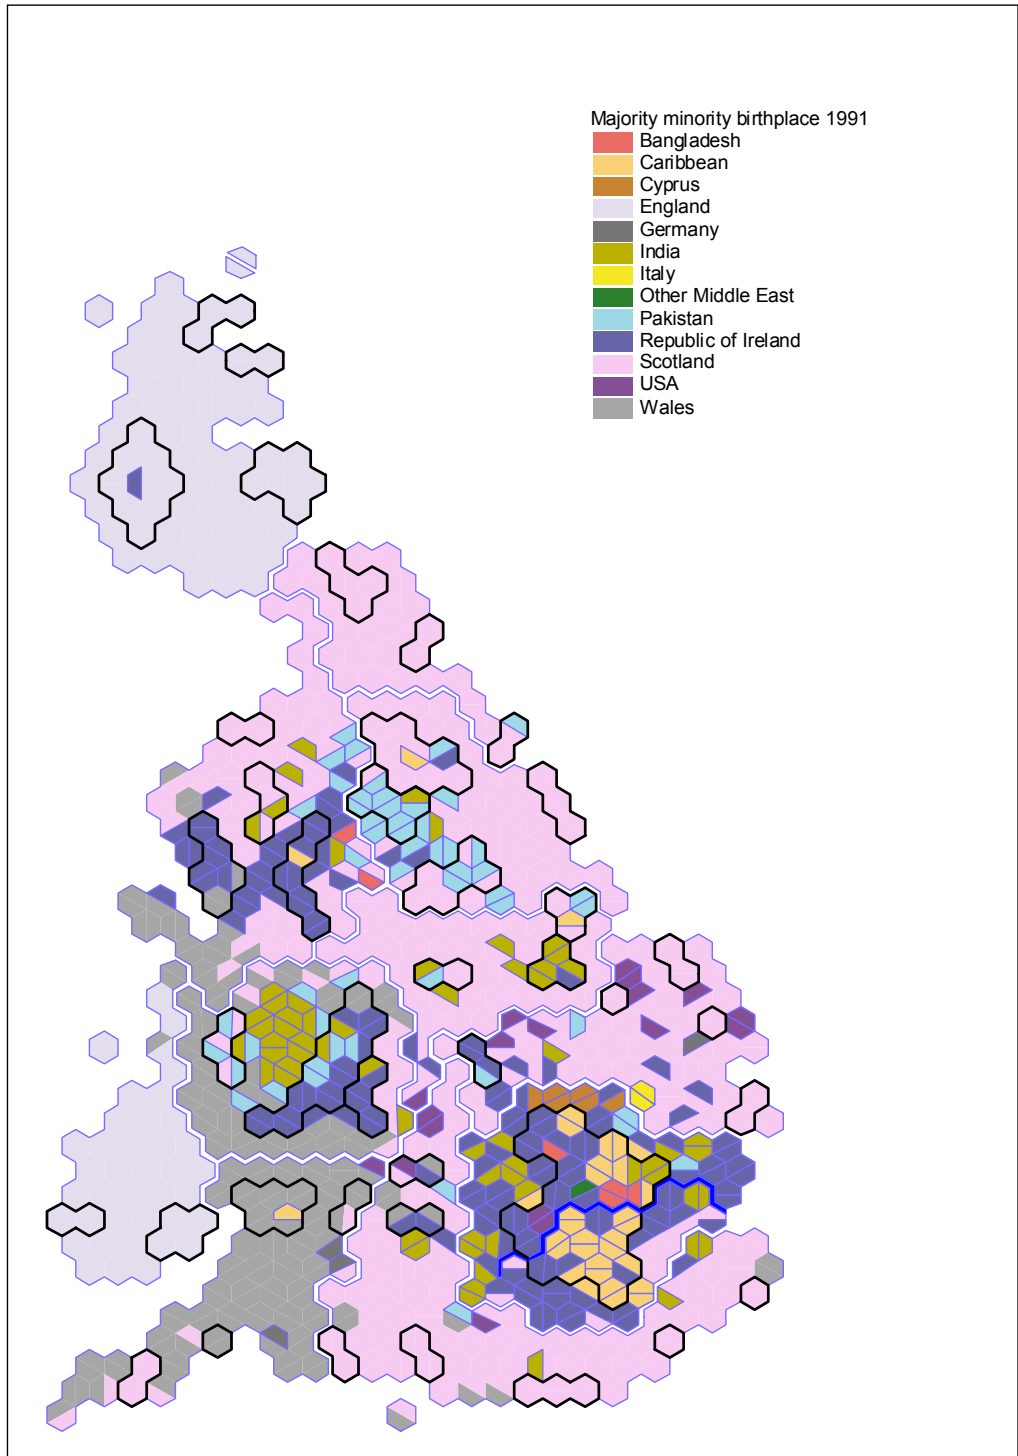 Majority minority birthplace 1991
Bangladesh
Caribbean
Cyprus
England
Germany
India
Italy
Other Middle East
Pakistan
Republic of Ireland
Scotland
USA
Wales